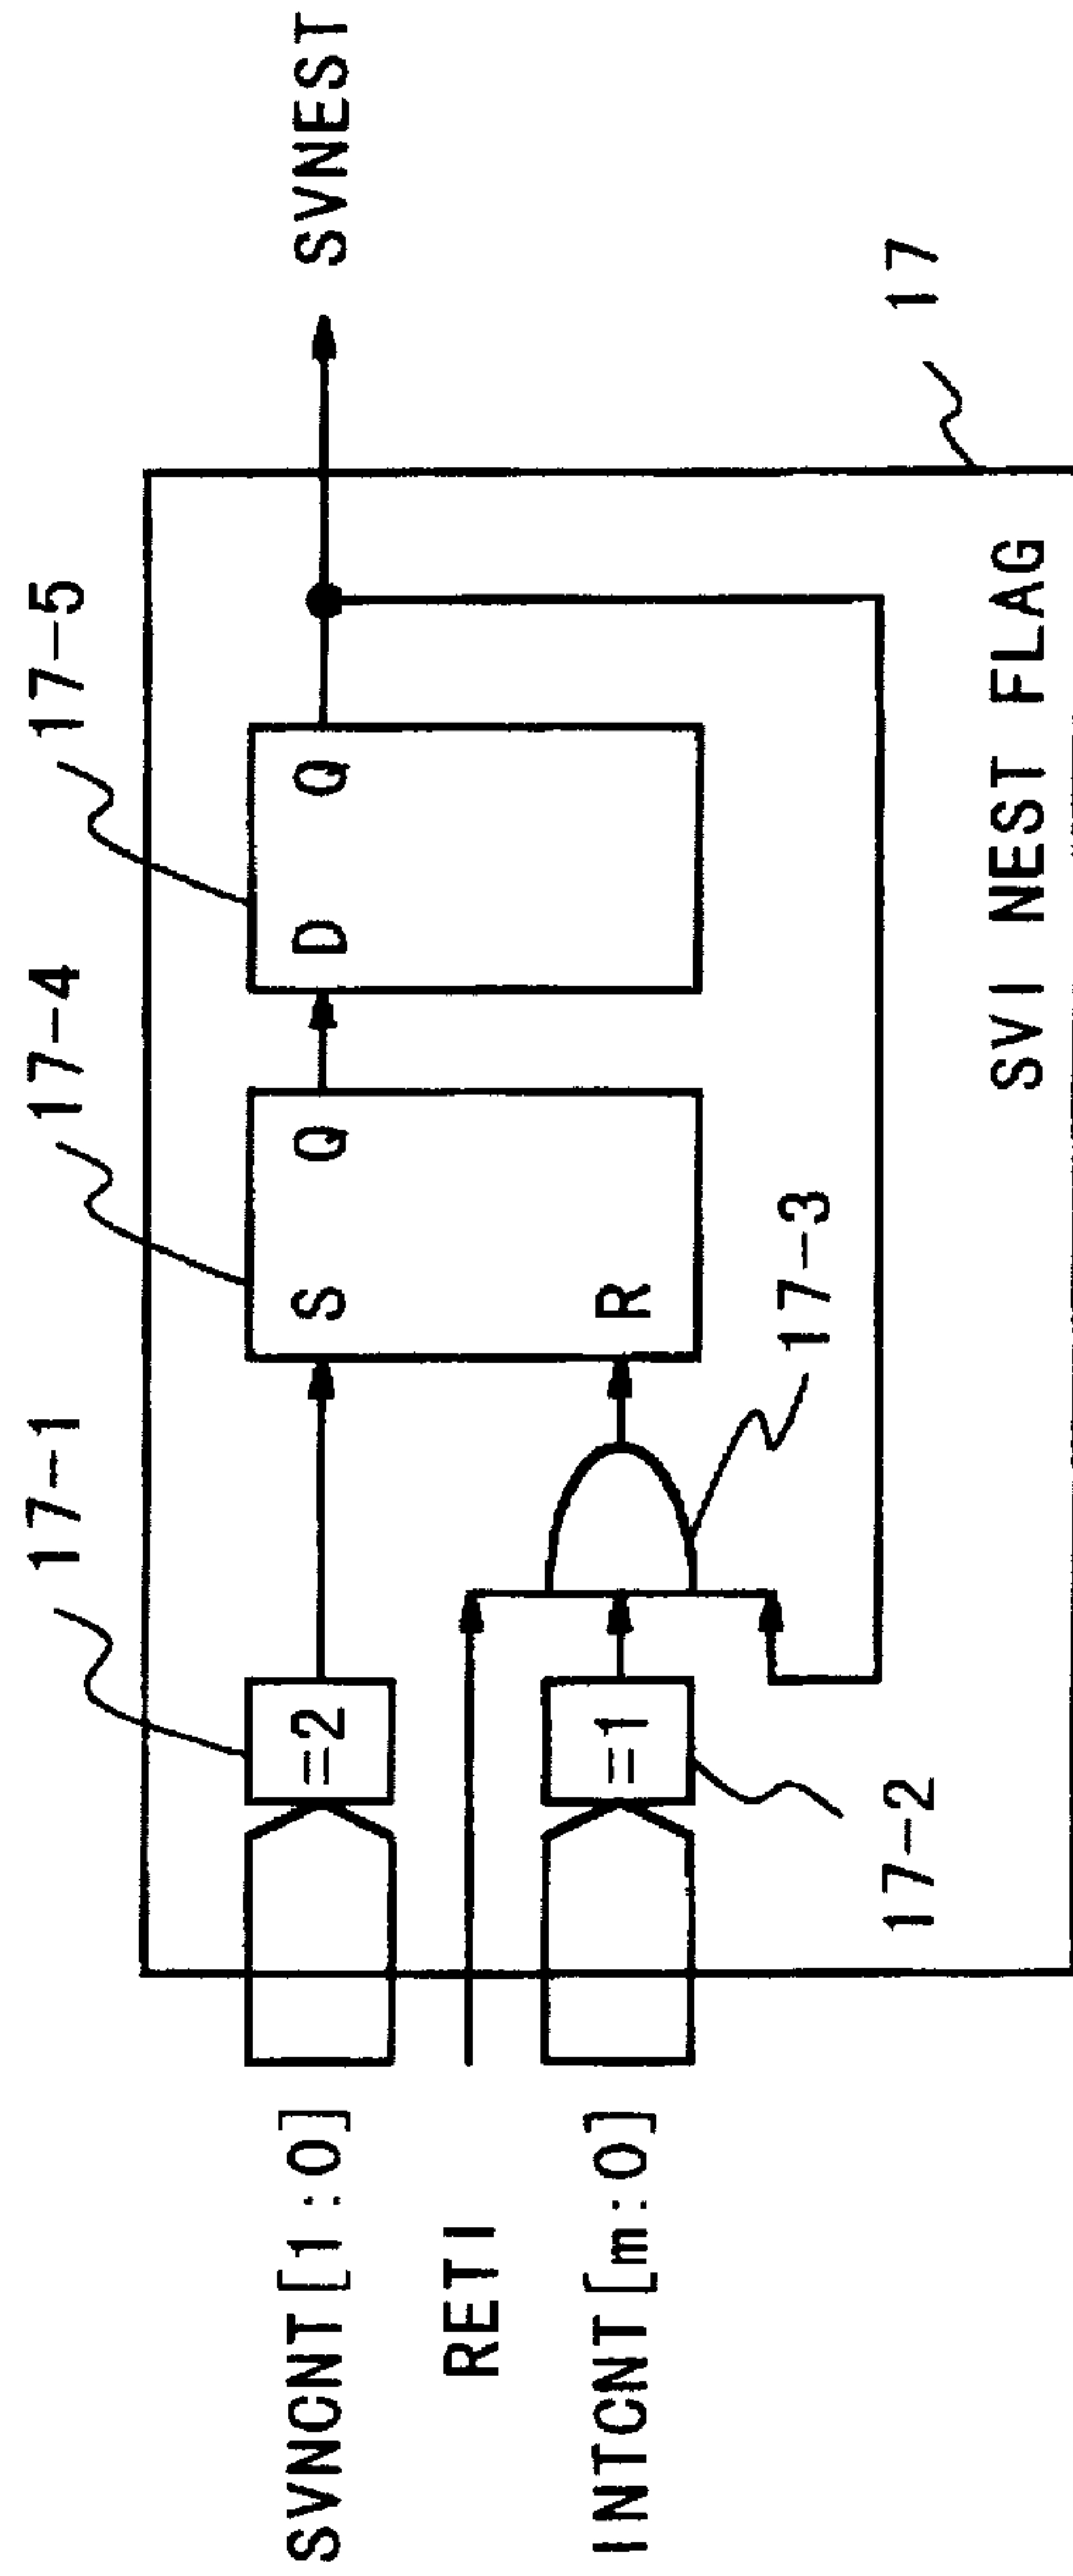 17-1
17-4
17-5
SVNCNT[1:0]
=2
S
Q
D
Q
SVNEST
RETI
INTCNT[m:0]
=1
R
17-3
17-2
SVI NEST FLAG
17